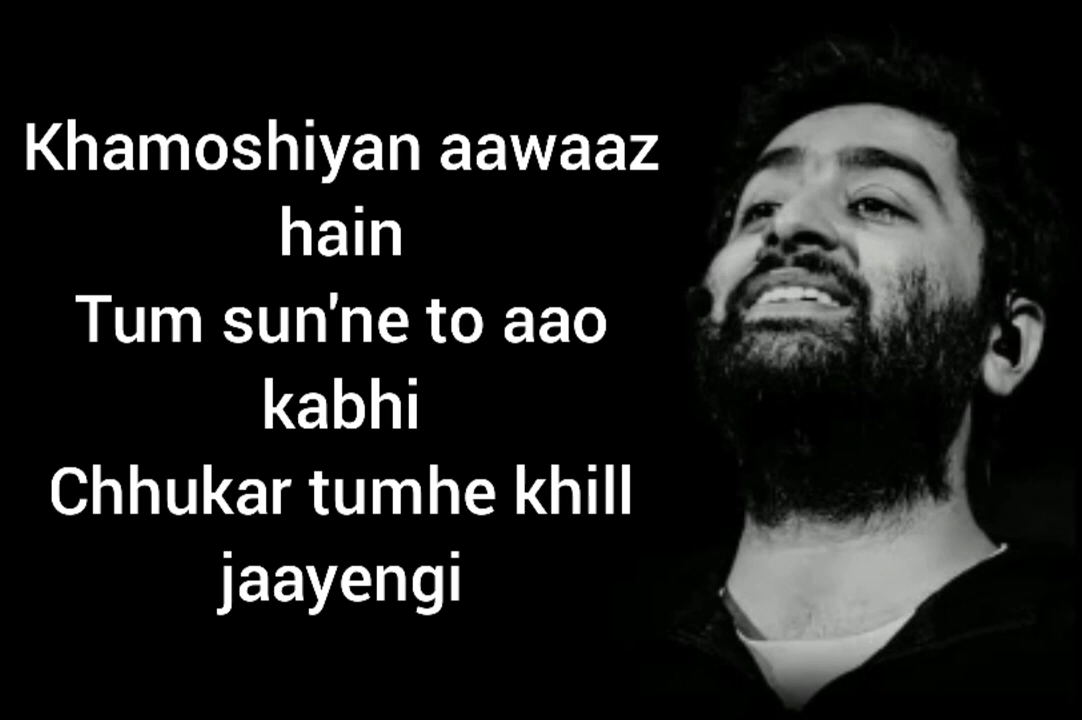 Khamoshiyan aawaaz
hain
Tum sun'ne to aao
kabhi
Chhukar tumhe khill
jaayengi